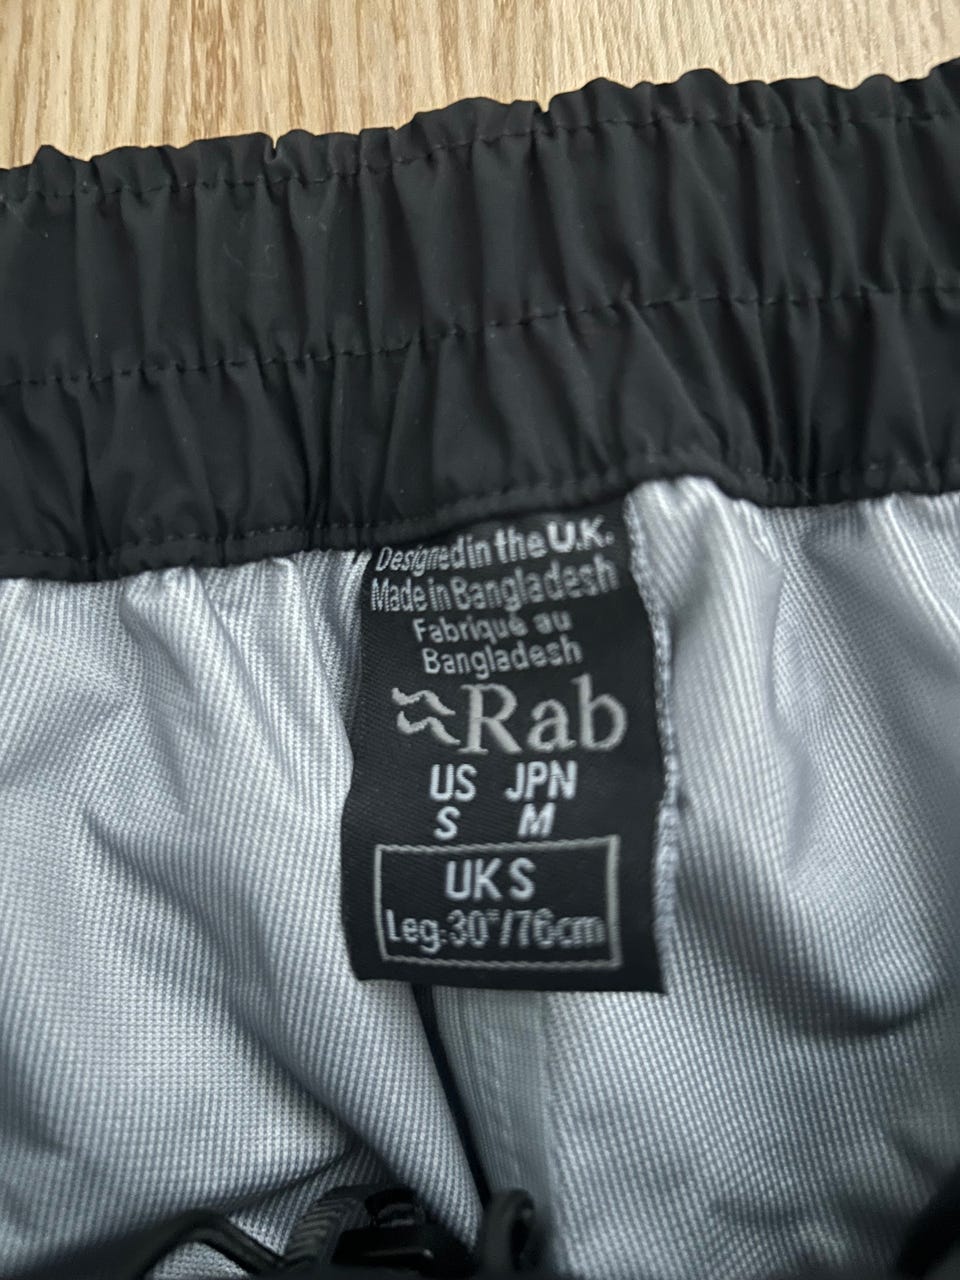 Designed in the U.K.
Made in Bangladesh
Fabriqué au
Bangladesh
Rab
US JPN
S M
UK S
Leg:30"/76cm